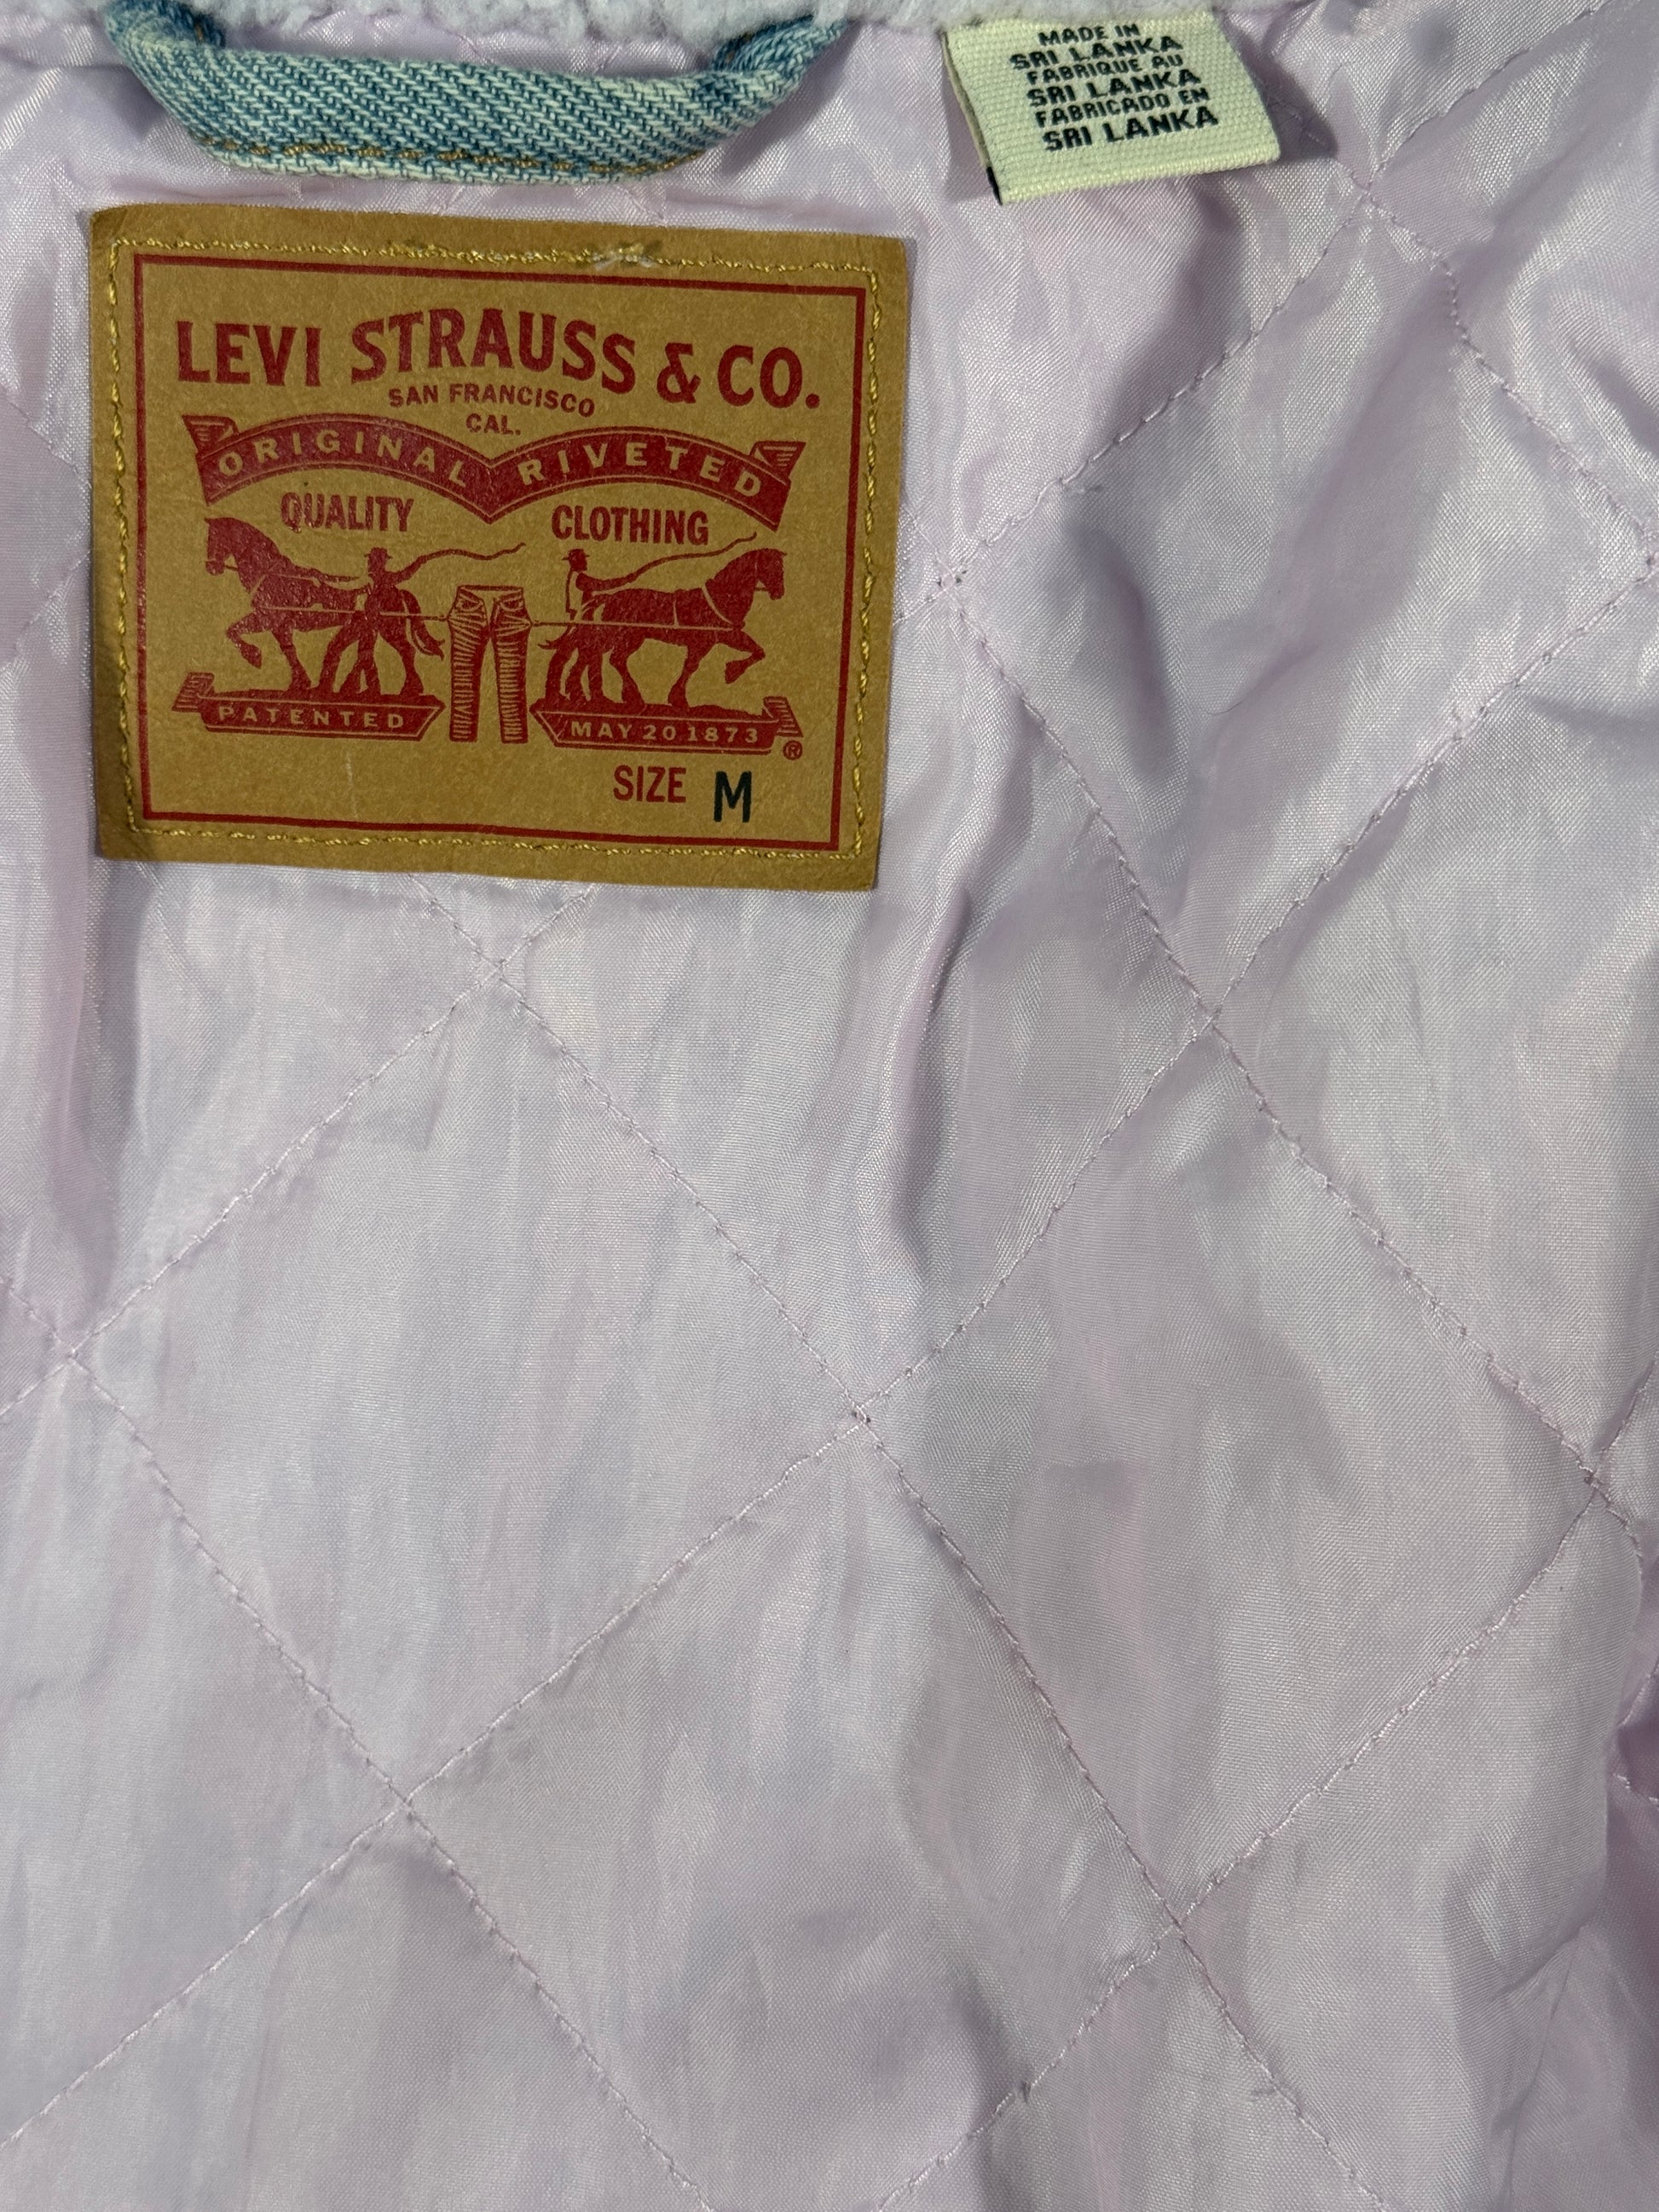 MADE IN
SRI LANKA
FABRIQUE AU
SRI LANKA
FABRICADO EN
SRI LANKA
LEVI STRAUSS & CO.
SAN FRANCISCO
CAL.
ORIGINAL RIVETED
QUALITY CLOTHING
PATENTED MAY 20 1873 ®
SIZE M